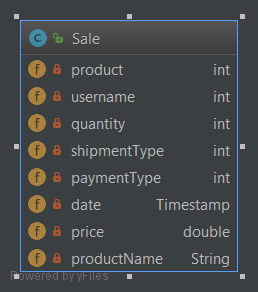 C Sale
f product int
f username int
f quantity int
f shipmentType int
f paymentType int
f date Timestamp
f price double
f productName String
Powered by yFiles